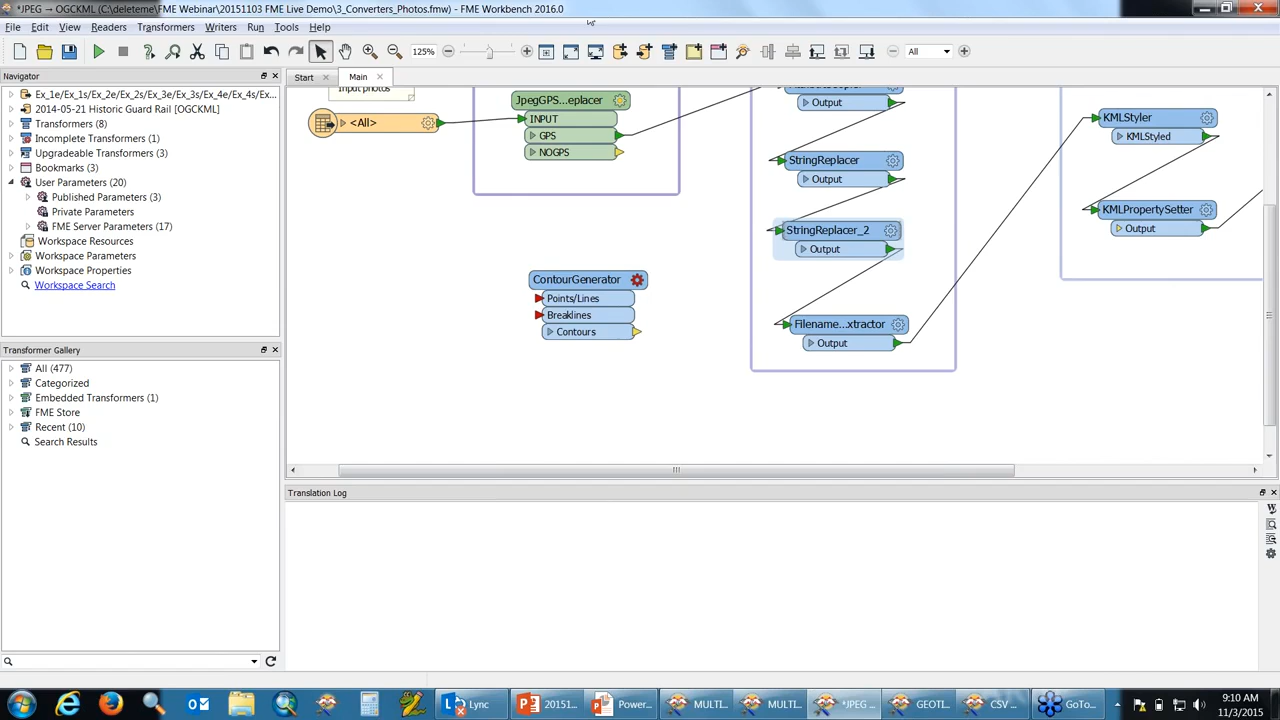 *JPEG → OGCKML (C:\deleteme\FME Webinar\20151103 FME Live Demo\3_Converters_Photos.fmw) - FME Workbench 2016.0
File Edit View Readers Transformers Writers Run Tools Help
125% All
Navigator
Start Main
Ex_1e/Ex_1s/Ex_2e/Ex_2s/Ex_3e/Ex_3s/Ex_4e/Ex_4s/Ex...
2014-05-21 Historic Guard Rail [OGCKML]
Transformers (8)
Incomplete Transformers (1)
Upgradeable Transformers (3)
Bookmarks (3)
User Parameters (20)
Published Parameters (3)
Private Parameters
FME Server Parameters (17)
Workspace Resources
Workspace Parameters
Workspace Properties
Workspace Search
Input photos
<All>
JpegGPS...eplacer
INPUT
GPS
NOGPS
ContourGenerator
Points/Lines
Breaklines
Contours
Output
StringReplacer
Output
StringReplacer_2
Output
Filename...xtractor
Output
KMLStyler
KMLStyled
KMLPropertySetter
Output
Transformer Gallery
All (477)
Categorized
Embedded Transformers (1)
FME Store
Recent (10)
Search Results
Translation Log
Lync 20151... Power... MULTI... MULTI... *JPEG ... GEOTI... CSV ... GoTo...
9:10 AM
11/3/2015